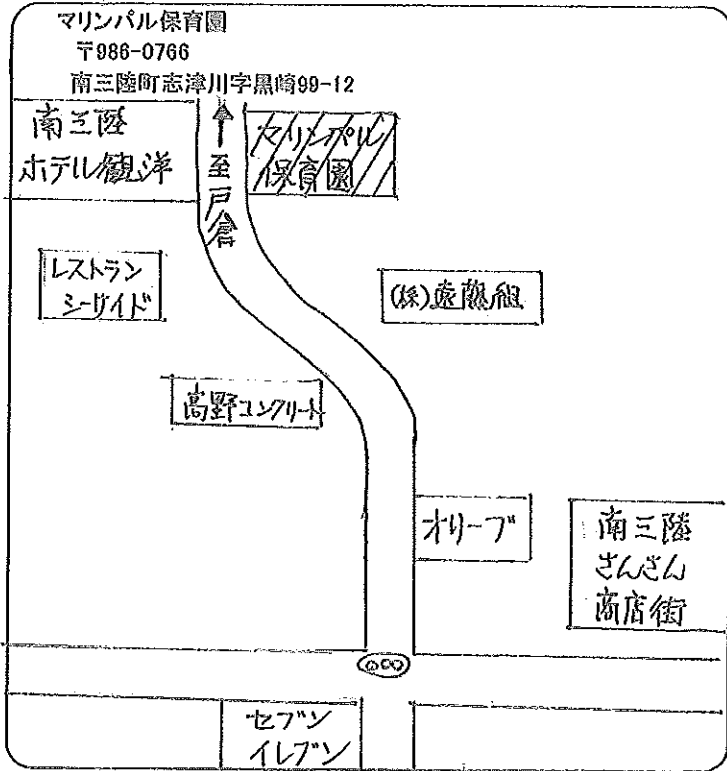 マリンパル保育園
〒986-0766
南三陸町志津川字黒崎99-12
南三陸
ホテル観洋
至戸倉
マリンパル
保育園
レストラン
シーサイド
(株)遠藤組
高野コンクリート
オリーブ
南三陸
さんさん
商店街
セブン
イレブン